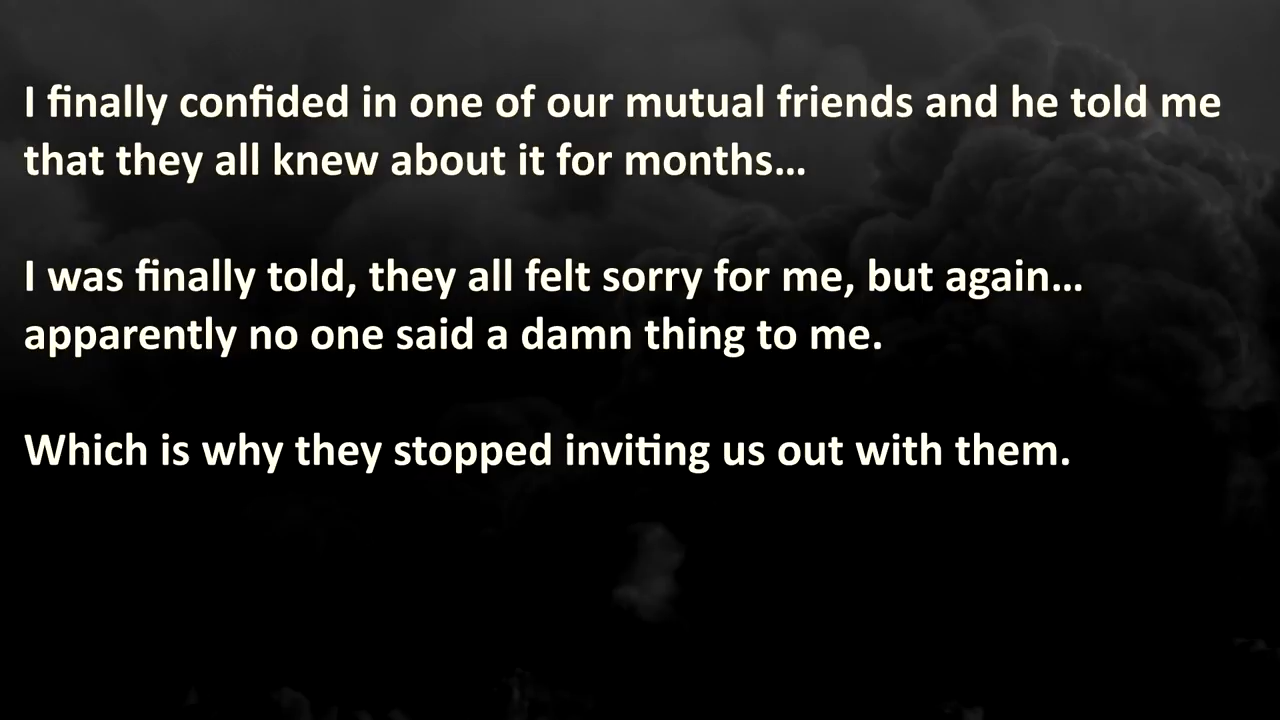 I finally confided in one of our mutual friends and he told me
that they all knew about it for months…
I was finally told, they all felt sorry for me, but again…
apparently no one said a damn thing to me.
Which is why they stopped inviting us out with them.